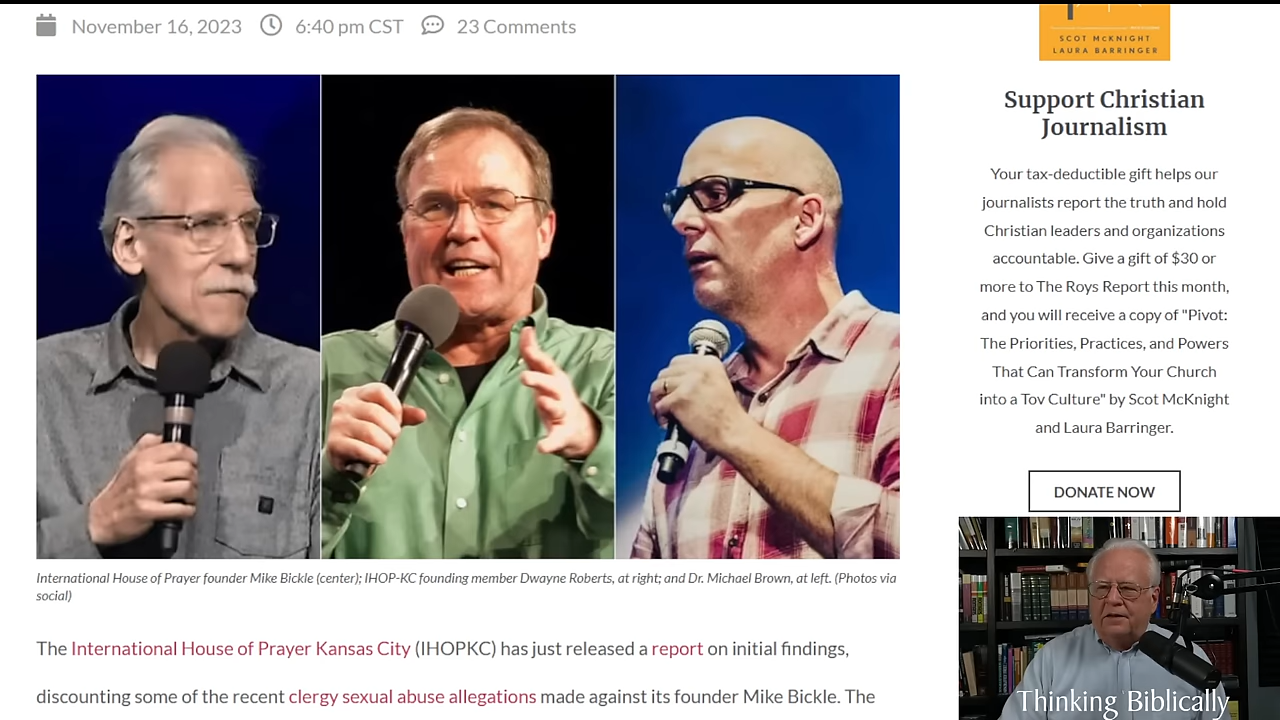 November 16, 2023 6:40 pm CST 23 Comments
SCOT McKNIGHT
LAURA BARRINGER
Support Christian
Journalism
Your tax-deductible gift helps our
journalists report the truth and hold
Christian leaders and organizations
accountable. Give a gift of $30 or
more to The Roys Report this month,
and you will receive a copy of "Pivot:
The Priorities, Practices, and Powers
That Can Transform Your Church
into a Tov Culture" by Scot McKnight
and Laura Barringer.
DONATE NOW
International House of Prayer founder Mike Bickle (center); IHOP-KC founding member Dwayne Roberts, at right; and Dr. Michael Brown, at left. (Photos via
social)
The International House of Prayer Kansas City (IHOPKC) has just released a report on initial findings,
discounting some of the recent clergy sexual abuse allegations made against its founder Mike Bickle. The
Thinking Biblically